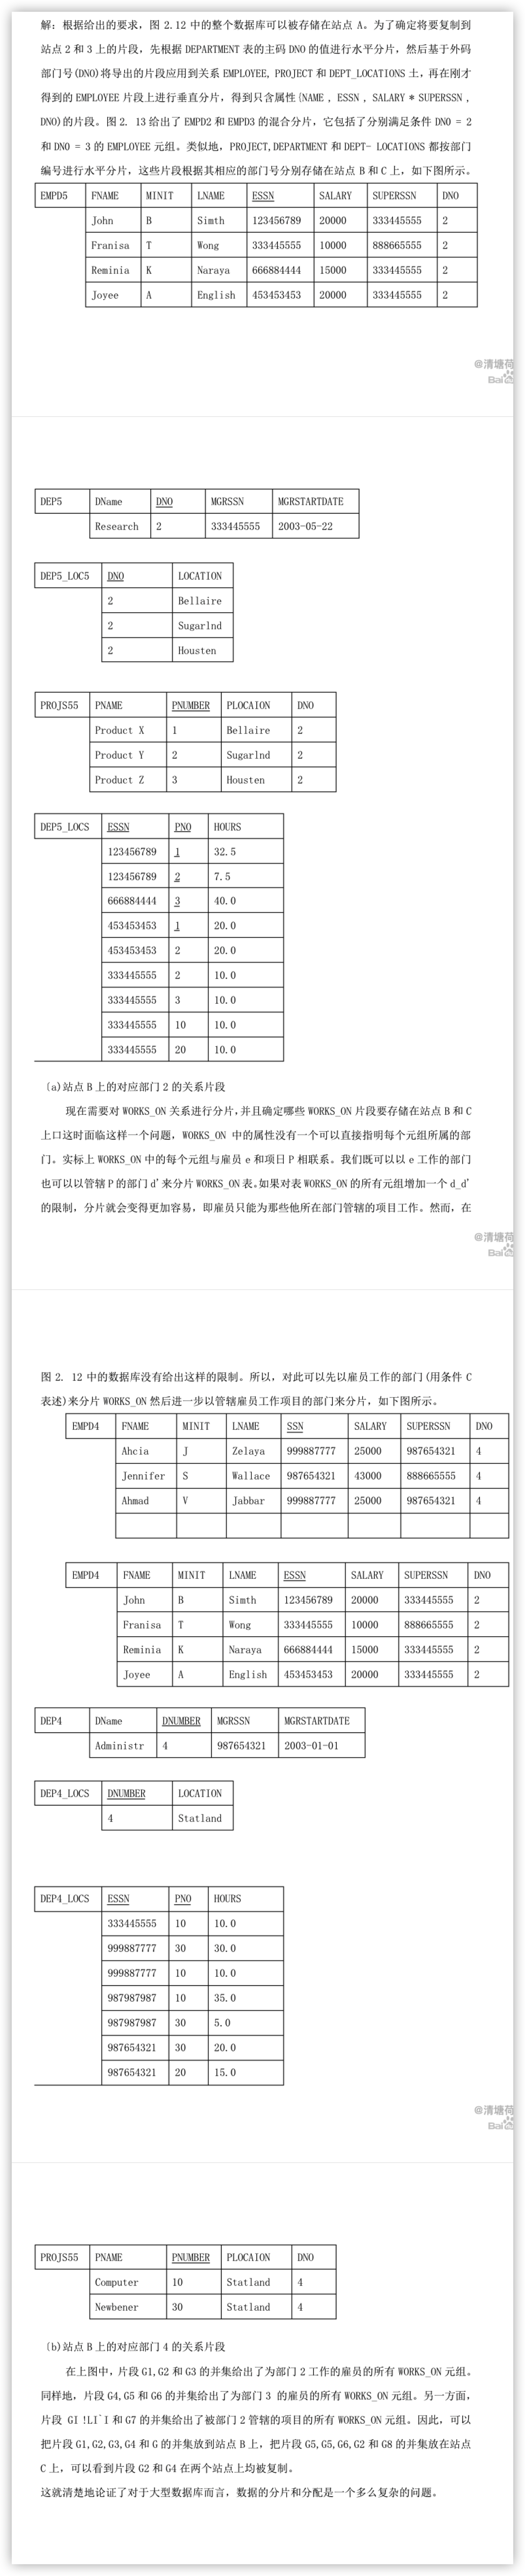 解：根据给出的要求，图 2.12 中的整个数据库可以被存储在站点 A。为了确定将要复制到
站点 2 和 3 上的片段，先根据 DEPARTMENT 表的主码 DNO 的值进行水平分片，然后基于外码
部门号(DNO)将导出的片段应用到关系 EMPLOYEE, PROJECT 和 DEPT_LOCATIONS 土，再在刚才
得到的 EMPLOYEE 片段上进行垂直分片，得到只含属性{NAME , ESSN , SALARY * SUPERSSN ,
DNO)的片段。图 2. 13 给出了 EMPD2 和 EMPD3 的混合分片，它包括了分别满足条件 DNO = 2
和 DNO = 3 的 EMPLOYEE 元组。类似地，PROJECT,DEPARTMENT 和 DEPT- LOCATIONS 都按部门
编号进行水平分片，这些片段根据其相应的部门号分别存储在站点 B 和 C 上，如下图所示。
EMPD5 FNAME MINIT LNAME ESSN SALARY SUPERSSN DNO
John B Simth 123456789 20000 333445555 2
Franisa T Wong 333445555 10000 888665555 2
Reminia K Naraya 666884444 15000 333445555 2
Joyee A English 453453453 20000 333445555 2
@清塘荷
Bai
DEP5 DName DNO MGRSSN MGRSTARTDATE
Research 2 333445555 2003-05-22
DEP5_LOC5 DNO LOCATION
2 Bellaire
2 Sugarlnd
2 Housten
PROJS55 PNAME PNUMBER PLOCAION DNO
Product X 1 Bellaire 2
Product Y 2 Sugarlnd 2
Product Z 3 Housten 2
DEP5_LOCS ESSN PNO HOURS
123456789 1 32.5
123456789 2 7.5
666884444 3 40.0
453453453 1 20.0
453453453 2 20.0
333445555 2 10.0
333445555 3 10.0
333445555 10 10.0
333445555 20 10.0
〔a)站点 B 上的对应部门 2 的关系片段
现在需要对 WORKS_ON 关系进行分片,并且确定哪些 WORKS_ON 片段要存储在站点 B 和 C
上口这时面临这样一个问题，WORKS_ON 中的属性没有一个可以直接指明每个元组所属的部
门。实际上 WORKS_ON 中的每个元组与雇员 e 和项日 P 相联系。我们既可以以 e 工作的部门
也可以以管辖 P 的部门 d' 来分片 WORKS_ON 表。如果对表 WORKS_ON 的所有元组增加一个 d_d'
的限制，分片就会变得更加容易，即雇员只能为那些他所在部门管辖的项目工作。然而，在
@清塘荷
Bai
图 2. 12 中的数据库没有给出这样的限制。所以，对此可以先以雇员工作的部门(用条件 C
表述)来分片 WORKS_ON 然后进一步以管辖雇员工作项目的部门来分片，如下图所示。
EMPD4 FNAME MINIT LNAME SSN SALARY SUPERSSN DNO
Ahcia J Zelaya 999887777 25000 987654321 4
Jennifer S Wallace 987654321 43000 888665555 4
Ahmad V Jabbar 999887777 25000 987654321 4
EMPD4 FNAME MINIT LNAME ESSN SALARY SUPERSSN DNO
John B Simth 123456789 20000 333445555 2
Franisa T Wong 333445555 10000 888665555 2
Reminia K Naraya 666884444 15000 333445555 2
Joyee A English 453453453 20000 333445555 2
DEP4 DName DNUMBER MGRSSN MGRSTARTDATE
Administr 4 987654321 2003-01-01
DEP4_LOCS DNUMBER LOCATION
4 Statland
DEP4_LOCS ESSN PNO HOURS
333445555 10 10.0
999887777 30 30.0
999887777 10 10.0
987987987 10 35.0
987987987 30 5.0
987654321 30 20.0
987654321 20 15.0
@清塘荷
Bai
PROJS55 PNAME PNUMBER PLOCAION DNO
Computer 10 Statland 4
Newbener 30 Statland 4
〔b)站点 B 上的对应部门 4 的关系片段
在上图中，片段 G1,G2 和 G3 的并集给出了为部门 2 工作的雇员的所有 WORKS_ON 元组。
同样地，片段 G4,G5 和 G6 的并集给出了为部门 3 的雇员的所有 WORKS_ON 元组。另一方面，
片段 GI !LI`I 和 G7 的并集给出了被部门 2 管辖的项目的所有 WORKS_ON 元组。因此，可以
把片段 G1,G2,G3,G4 和 G 的并集放到站点 B 上，把片段 G5,G5,G6,G2 和 G8 的并集放在站点
C 上，可以看到片段 G2 和 G4 在两个站点上均被复制。
这就清楚地论证了对于大型数据库而言，数据的分片和分配是一个多么复杂的问题。